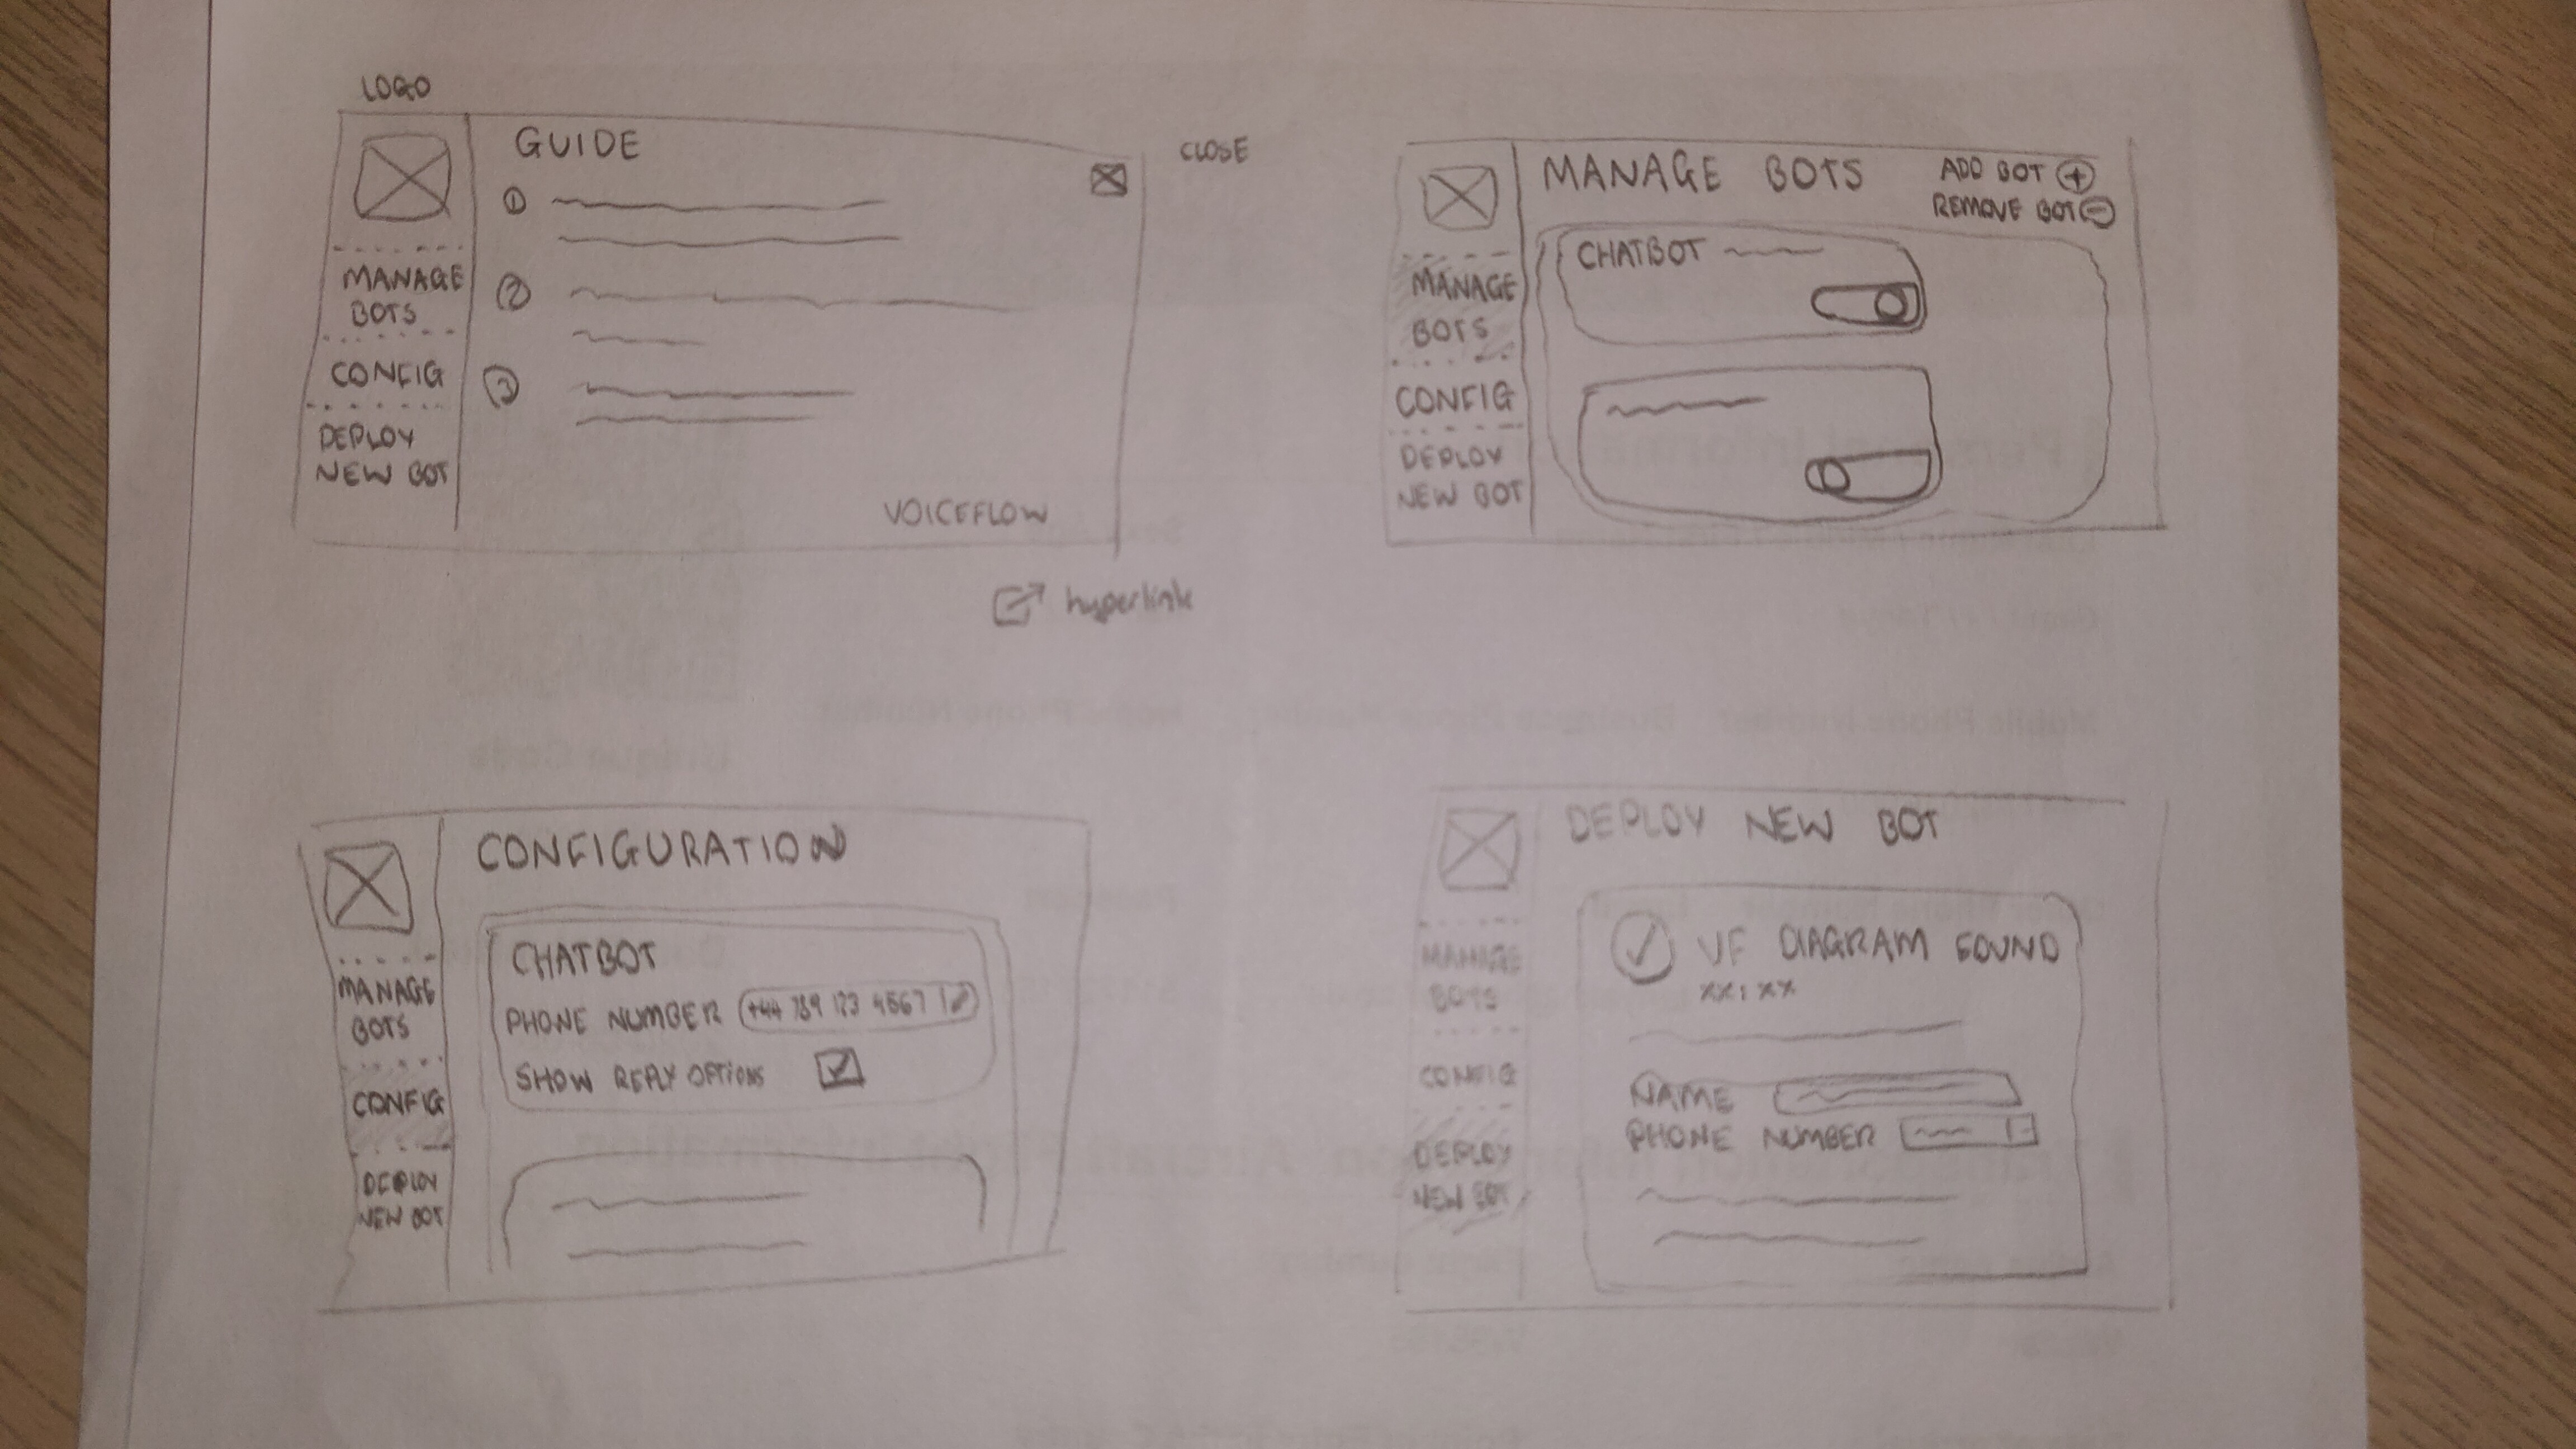 LOGO
GUIDE
CLOSE
1
2
3
MANAGE
BOTS
CONFIG
DEPLOY
NEW BOT
VOICEFLOW
hyperlink
MANAGE BOTS
ADD BOT +
REMOVE BOT -
MANAGE
BOTS
CONFIG
DEPLOY
NEW BOT
CHATBOT
CONFIGURATION
MANAGE
BOTS
CONFIG
DEPLOY
NEW BOT
CHATBOT
PHONE NUMBER +44 789 123 4567
SHOW REPLY OPTIONS
DEPLOY NEW BOT
MANAGE
BOTS
CONFIG
DEPLOY
NEW BOT
VF DIAGRAM FOUND
XX:XX
NAME
PHONE NUMBER